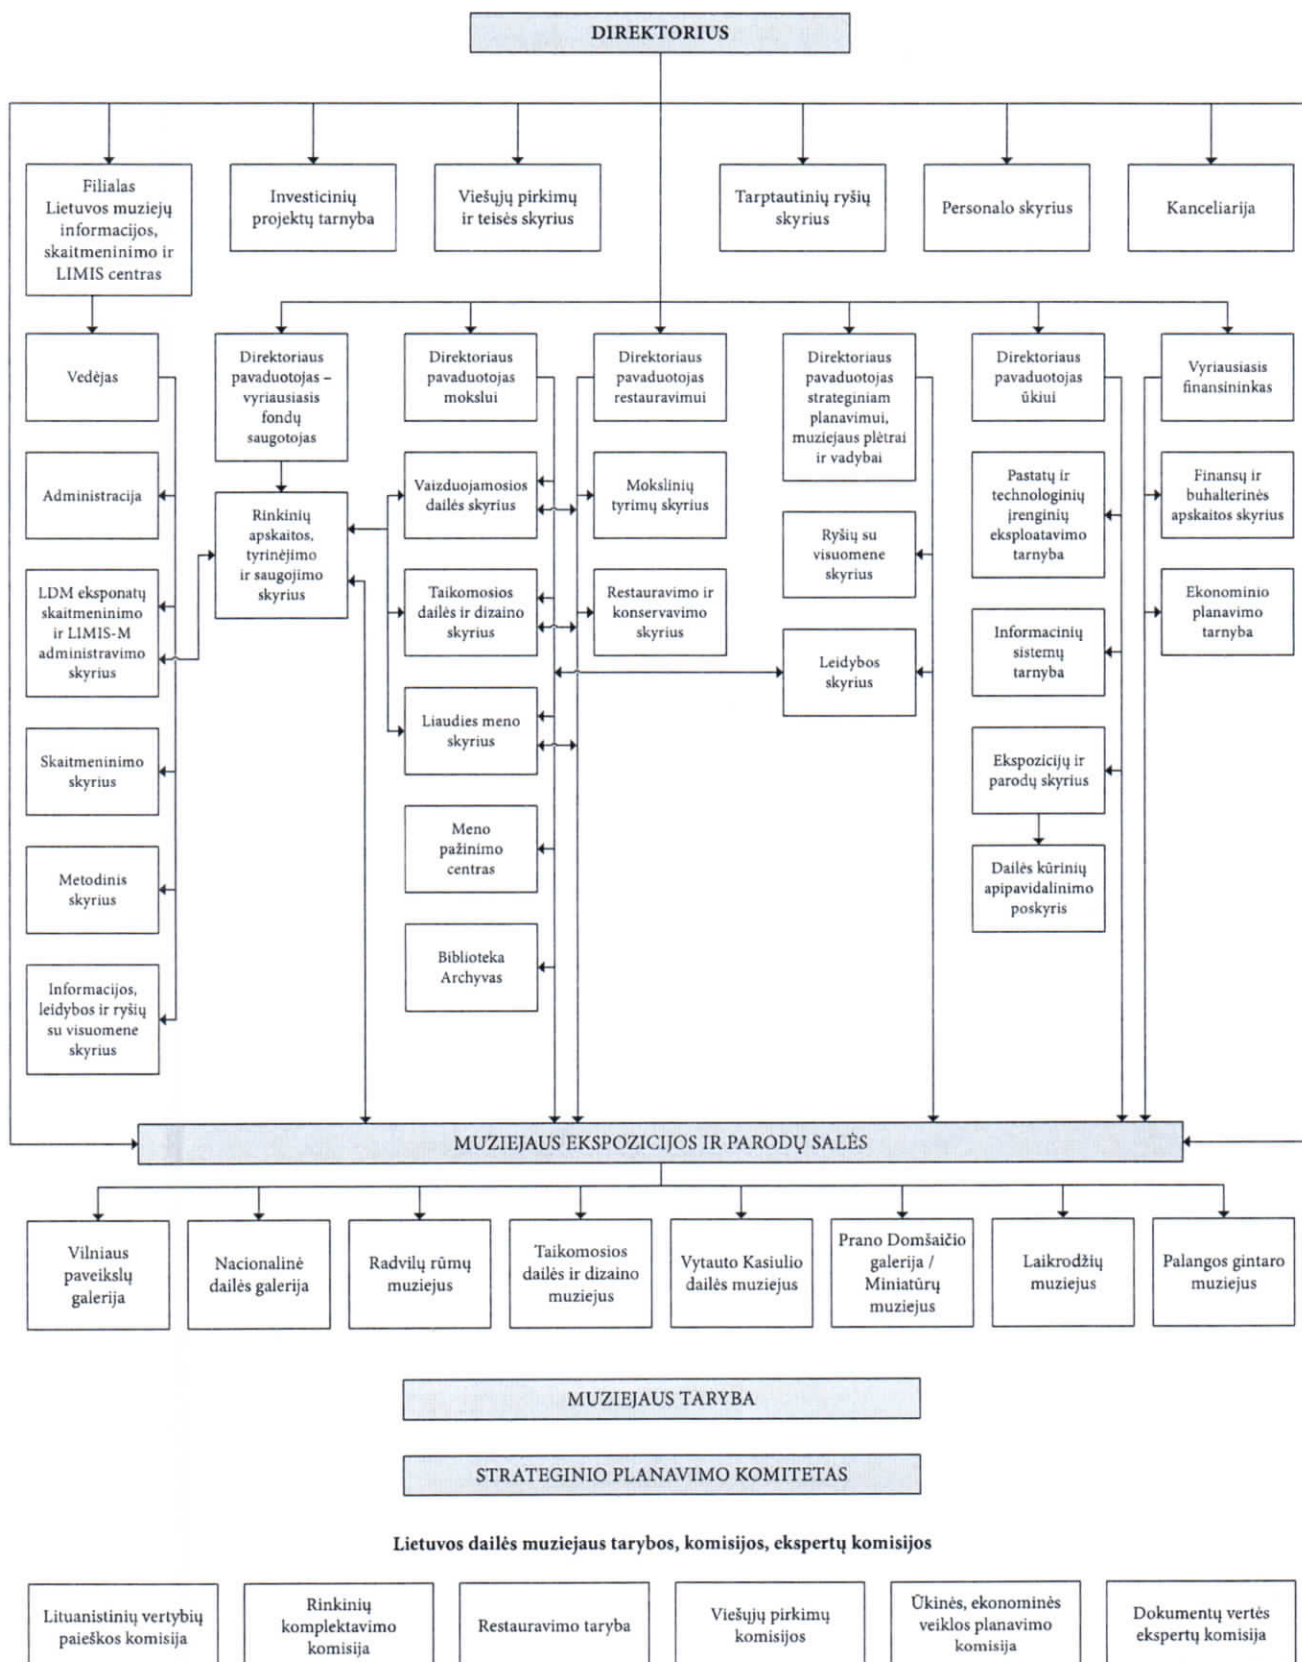 DIREKTORIUS
Filialas
Lietuvos muziejų
informacijos,
skaitmeninimo ir
LIMIS centras
Investicinių
projektų tarnyba
Viešųjų pirkimų
ir teisės skyrius
Tarptautinių ryšių
skyrius
Personalo skyrius
Kanceliarija
Vedėjas
Direktoriaus
pavaduotojas –
vyriausiasis
fondų
saugotojas
Direktoriaus
pavaduotojas
mokslui
Direktoriaus
pavaduotojas
restauravimui
Direktoriaus
pavaduotojas
strateginiam
planavimui,
muziejaus plėtrai
ir vadybai
Direktoriaus
pavaduotojas
ūkiui
Vyriausiasis
finansininkas
Administracija
Rinkinių
apskaitos,
tyrinėjimo
ir saugojimo
skyrius
Vaizduojamosios
dailės skyrius
Mokslinių
tyrimų skyrius
Ryšių su
visuomene
skyrius
Pastatų ir
technologinių
įrenginių
eksploatavimo
tarnyba
Finansų ir
buhalterinės
apskaitos skyrius
LDM eksponatų
skaitmeninimo
ir LIMIS-M
administravimo
skyrius
Taikomosios
dailės ir dizaino
skyrius
Restauravimo ir
konservavimo
skyrius
Leidybos
skyrius
Informacinių
sistemų
tarnyba
Ekonominio
planavimo
tarnyba
Skaitmeninimo
skyrius
Liaudies meno
skyrius
Ekspozicijų ir
parodų skyrius
Metodinis
skyrius
Meno
pažinimo
centras
Dailės kūrinių
apipavidalinimo
poskyris
Informacijos,
leidybos ir ryšių
su visuomene
skyrius
Biblioteka
Archyvas
MUZIEJAUS EKSPOZICIJOS IR PARODŲ SALĖS
Vilniaus
paveikslų
galerija
Nacionalinė
dailės galerija
Radvilų rūmų
muziejus
Taikomosios
dailės ir dizaino
muziejus
Vytauto Kasiulio
dailės muziejus
Prano Domšaičio
galerija /
Miniatūrų
muziejus
Laikrodžių
muziejus
Palangos gintaro
muziejus
MUZIEJAUS TARYBA
STRATEGINIO PLANAVIMO KOMITETAS
Lietuvos dailės muziejaus tarybos, komisijos, ekspertų komisijos
Lituanistinių vertybių
paieškos komisija
Rinkinių
komplektavimo
komisija
Restauravimo taryba
Viešųjų pirkimų
komisijos
Ūkinės, ekonominės
veiklos planavimo
komisija
Dokumentų vertės
ekspertų komisija